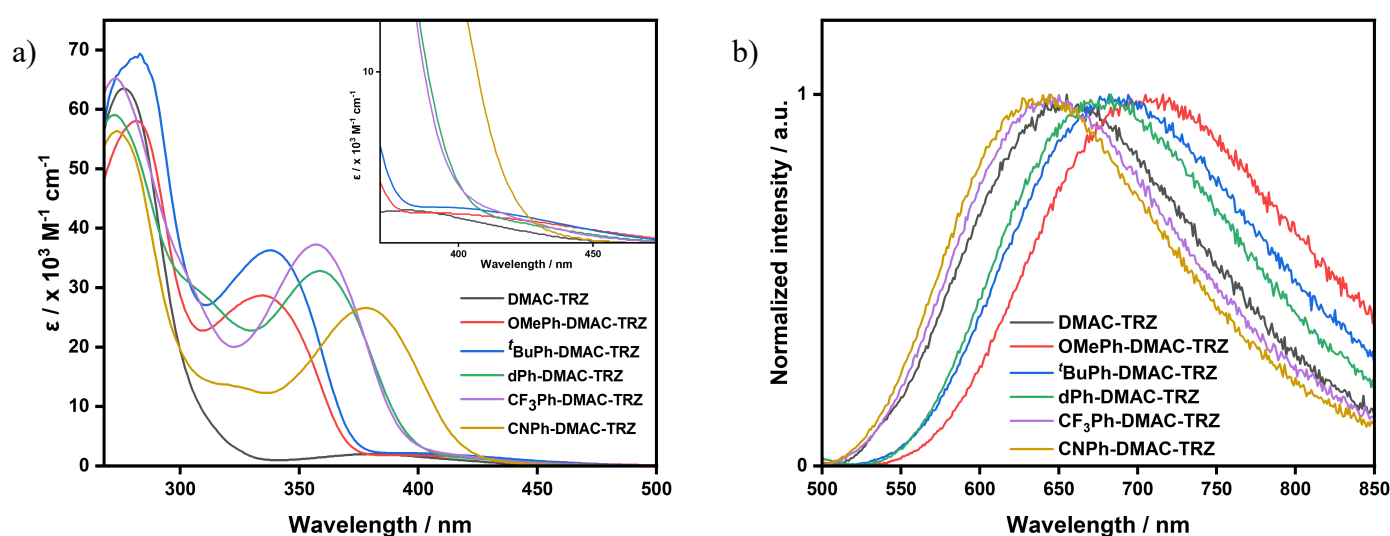 a)
ε / x 10³ M⁻¹ cm⁻¹
70
60
50
40
30
20
10
0
300
350
400
450
500
Wavelength / nm
ε / x 10³ M⁻¹ cm⁻¹
10
400
450
Wavelength / nm
DMAC-TRZ
OMePh-DMAC-TRZ
ᵗBuPh-DMAC-TRZ
dPh-DMAC-TRZ
CF₃Ph-DMAC-TRZ
CNPh-DMAC-TRZ
b)
Normalized intensity / a.u.
1
0
500
550
600
650
700
750
800
850
Wavelength / nm
DMAC-TRZ
OMePh-DMAC-TRZ
ᵗBuPh-DMAC-TRZ
dPh-DMAC-TRZ
CF₃Ph-DMAC-TRZ
CNPh-DMAC-TRZ